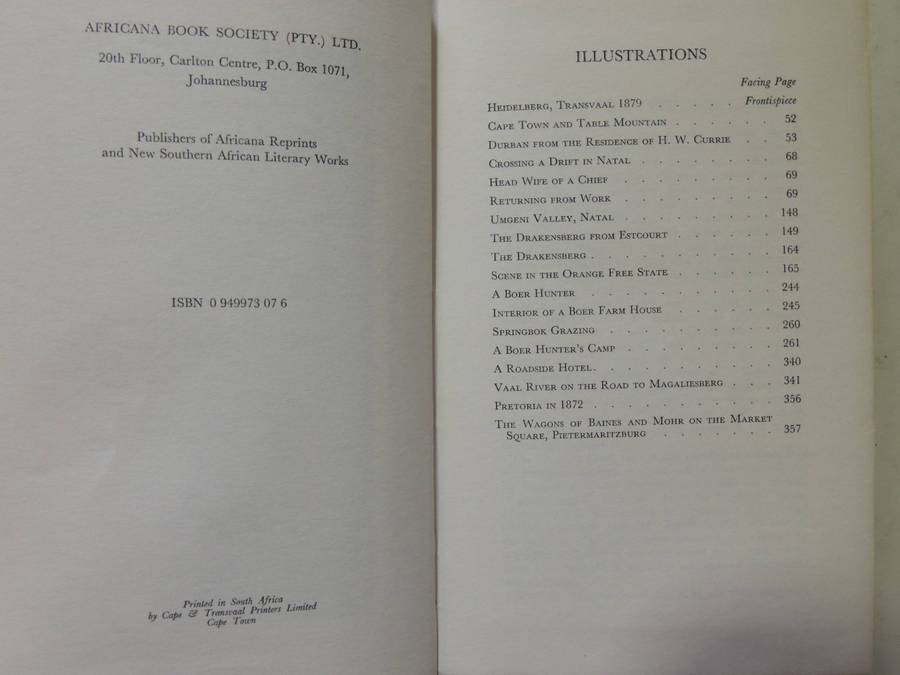 AFRICANA BOOK SOCIETY (PTY.) LTD.
20th Floor, Carlton Centre, P.O. Box 1071,
Johannesburg
Publishers of Africana Reprints
and New Southern African Literary Works
ISBN 0 949973 07 6
Printed in South Africa
by Cape & Transvaal Printers Limited
Cape Town
ILLUSTRATIONS
Facing Page
Heidelberg, Transvaal 1879 . . . . . Frontispiece
Cape Town and Table Mountain . . . . . . 52
Durban from the Residence of H. W. Currie . . 53
Crossing a Drift in Natal . . . . . . . . 68
Head Wife of a Chief . . . . . . . . . 69
Returning from Work . . . . . . . . . 69
Umgeni Valley, Natal . . . . . . . . . 148
The Drakensberg from Estcourt . . . . . . 149
The Drakensberg . . . . . . . . . . . 164
Scene in the Orange Free State . . . . . . 165
A Boer Hunter . . . . . . . . . . . 244
Interior of a Boer Farm House . . . . . . 245
Springbok Grazing . . . . . . . . . . 260
A Boer Hunter's Camp . . . . . . . . . 261
A Roadside Hotel . . . . . . . . . . . 340
Vaal River on the Road to Magaliesberg . . . 341
Pretoria in 1872 . . . . . . . . . . . 356
The Wagons of Baines and Mohr on the Market
Square, Pietermaritzburg . . . . . . . 357